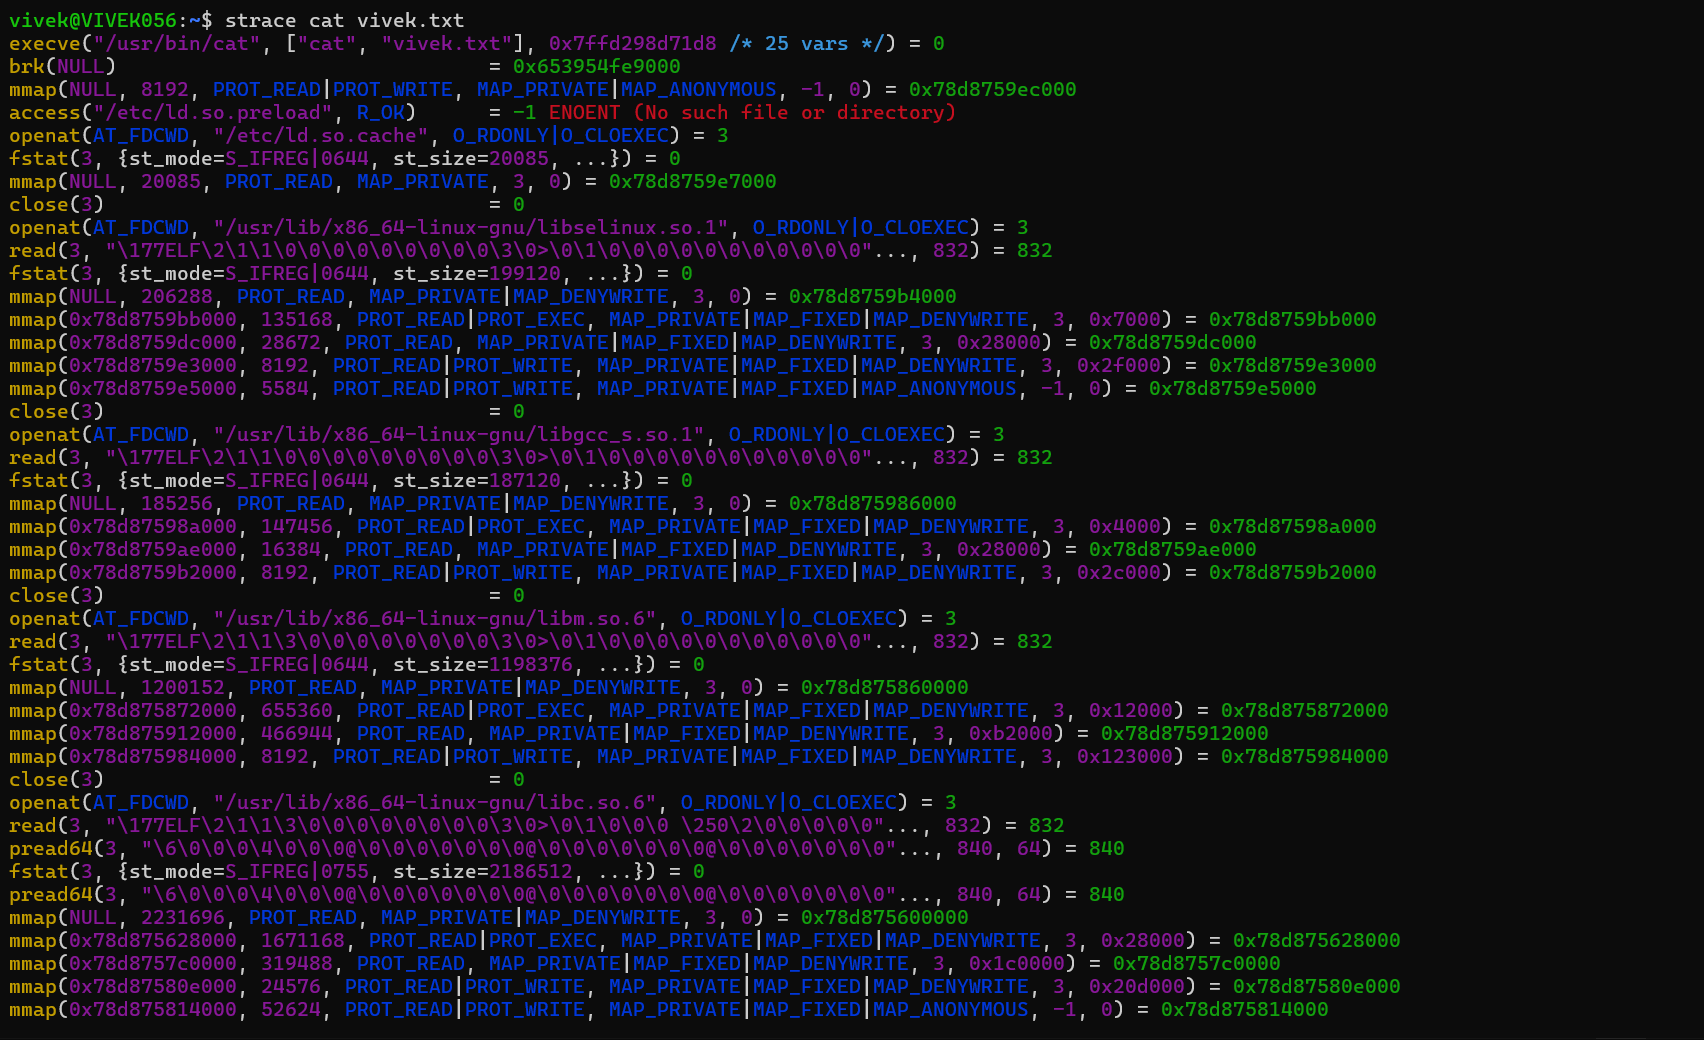 vivek@VIVEK056:~$ strace cat vivek.txt
execve("/usr/bin/cat", ["cat", "vivek.txt"], 0x7ffd298d71d8 /* 25 vars */) = 0
brk(NULL)                               = 0x653954fe9000
mmap(NULL, 8192, PROT_READ|PROT_WRITE, MAP_PRIVATE|MAP_ANONYMOUS, -1, 0) = 0x78d8759ec000
access("/etc/ld.so.preload", R_OK)      = -1 ENOENT (No such file or directory)
openat(AT_FDCWD, "/etc/ld.so.cache", O_RDONLY|O_CLOEXEC) = 3
fstat(3, {st_mode=S_IFREG|0644, st_size=20085, ...}) = 0
mmap(NULL, 20085, PROT_READ, MAP_PRIVATE, 3, 0) = 0x78d8759e7000
close(3)                                = 0
openat(AT_FDCWD, "/usr/lib/x86_64-linux-gnu/libselinux.so.1", O_RDONLY|O_CLOEXEC) = 3
read(3, "\177ELF\2\1\1\0\0\0\0\0\0\0\0\0\3\0>\0\1\0\0\0\0\0\0\0\0\0\0\0"..., 832) = 832
fstat(3, {st_mode=S_IFREG|0644, st_size=199120, ...}) = 0
mmap(NULL, 206288, PROT_READ, MAP_PRIVATE|MAP_DENYWRITE, 3, 0) = 0x78d8759b4000
mmap(0x78d8759bb000, 135168, PROT_READ|PROT_EXEC, MAP_PRIVATE|MAP_FIXED|MAP_DENYWRITE, 3, 0x7000) = 0x78d8759bb000
mmap(0x78d8759dc000, 28672, PROT_READ, MAP_PRIVATE|MAP_FIXED|MAP_DENYWRITE, 3, 0x28000) = 0x78d8759dc000
mmap(0x78d8759e3000, 8192, PROT_READ|PROT_WRITE, MAP_PRIVATE|MAP_FIXED|MAP_DENYWRITE, 3, 0x2f000) = 0x78d8759e3000
mmap(0x78d8759e5000, 5584, PROT_READ|PROT_WRITE, MAP_PRIVATE|MAP_FIXED|MAP_ANONYMOUS, -1, 0) = 0x78d8759e5000
close(3)                                = 0
openat(AT_FDCWD, "/usr/lib/x86_64-linux-gnu/libgcc_s.so.1", O_RDONLY|O_CLOEXEC) = 3
read(3, "\177ELF\2\1\1\0\0\0\0\0\0\0\0\0\3\0>\0\1\0\0\0\0\0\0\0\0\0\0\0"..., 832) = 832
fstat(3, {st_mode=S_IFREG|0644, st_size=187120, ...}) = 0
mmap(NULL, 185256, PROT_READ, MAP_PRIVATE|MAP_DENYWRITE, 3, 0) = 0x78d875986000
mmap(0x78d87598a000, 147456, PROT_READ|PROT_EXEC, MAP_PRIVATE|MAP_FIXED|MAP_DENYWRITE, 3, 0x4000) = 0x78d87598a000
mmap(0x78d8759ae000, 16384, PROT_READ, MAP_PRIVATE|MAP_FIXED|MAP_DENYWRITE, 3, 0x28000) = 0x78d8759ae000
mmap(0x78d8759b2000, 8192, PROT_READ|PROT_WRITE, MAP_PRIVATE|MAP_FIXED|MAP_DENYWRITE, 3, 0x2c000) = 0x78d8759b2000
close(3)                                = 0
openat(AT_FDCWD, "/usr/lib/x86_64-linux-gnu/libm.so.6", O_RDONLY|O_CLOEXEC) = 3
read(3, "\177ELF\2\1\1\3\0\0\0\0\0\0\0\0\3\0>\0\1\0\0\0\0\0\0\0\0\0\0\0"..., 832) = 832
fstat(3, {st_mode=S_IFREG|0644, st_size=1198376, ...}) = 0
mmap(NULL, 1200152, PROT_READ, MAP_PRIVATE|MAP_DENYWRITE, 3, 0) = 0x78d875860000
mmap(0x78d875872000, 655360, PROT_READ|PROT_EXEC, MAP_PRIVATE|MAP_FIXED|MAP_DENYWRITE, 3, 0x12000) = 0x78d875872000
mmap(0x78d875912000, 466944, PROT_READ, MAP_PRIVATE|MAP_FIXED|MAP_DENYWRITE, 3, 0xb2000) = 0x78d875912000
mmap(0x78d875984000, 8192, PROT_READ|PROT_WRITE, MAP_PRIVATE|MAP_FIXED|MAP_DENYWRITE, 3, 0x123000) = 0x78d875984000
close(3)                                = 0
openat(AT_FDCWD, "/usr/lib/x86_64-linux-gnu/libc.so.6", O_RDONLY|O_CLOEXEC) = 3
read(3, "\177ELF\2\1\1\3\0\0\0\0\0\0\0\0\3\0>\0\1\0\0\0 \250\2\0\0\0\0\0"..., 832) = 832
pread64(3, "\6\0\0\0\4\0\0\0@\0\0\0\0\0\0\0@\0\0\0\0\0\0\0@\0\0\0\0\0\0\0"..., 840, 64) = 840
fstat(3, {st_mode=S_IFREG|0755, st_size=2186512, ...}) = 0
pread64(3, "\6\0\0\0\4\0\0\0@\0\0\0\0\0\0\0@\0\0\0\0\0\0\0@\0\0\0\0\0\0\0"..., 840, 64) = 840
mmap(NULL, 2231696, PROT_READ, MAP_PRIVATE|MAP_DENYWRITE, 3, 0) = 0x78d875600000
mmap(0x78d875628000, 1671168, PROT_READ|PROT_EXEC, MAP_PRIVATE|MAP_FIXED|MAP_DENYWRITE, 3, 0x28000) = 0x78d875628000
mmap(0x78d8757c0000, 319488, PROT_READ, MAP_PRIVATE|MAP_FIXED|MAP_DENYWRITE, 3, 0x1c0000) = 0x78d8757c0000
mmap(0x78d87580e000, 24576, PROT_READ|PROT_WRITE, MAP_PRIVATE|MAP_FIXED|MAP_DENYWRITE, 3, 0x20d000) = 0x78d87580e000
mmap(0x78d875814000, 52624, PROT_READ|PROT_WRITE, MAP_PRIVATE|MAP_FIXED|MAP_ANONYMOUS, -1, 0) = 0x78d875814000